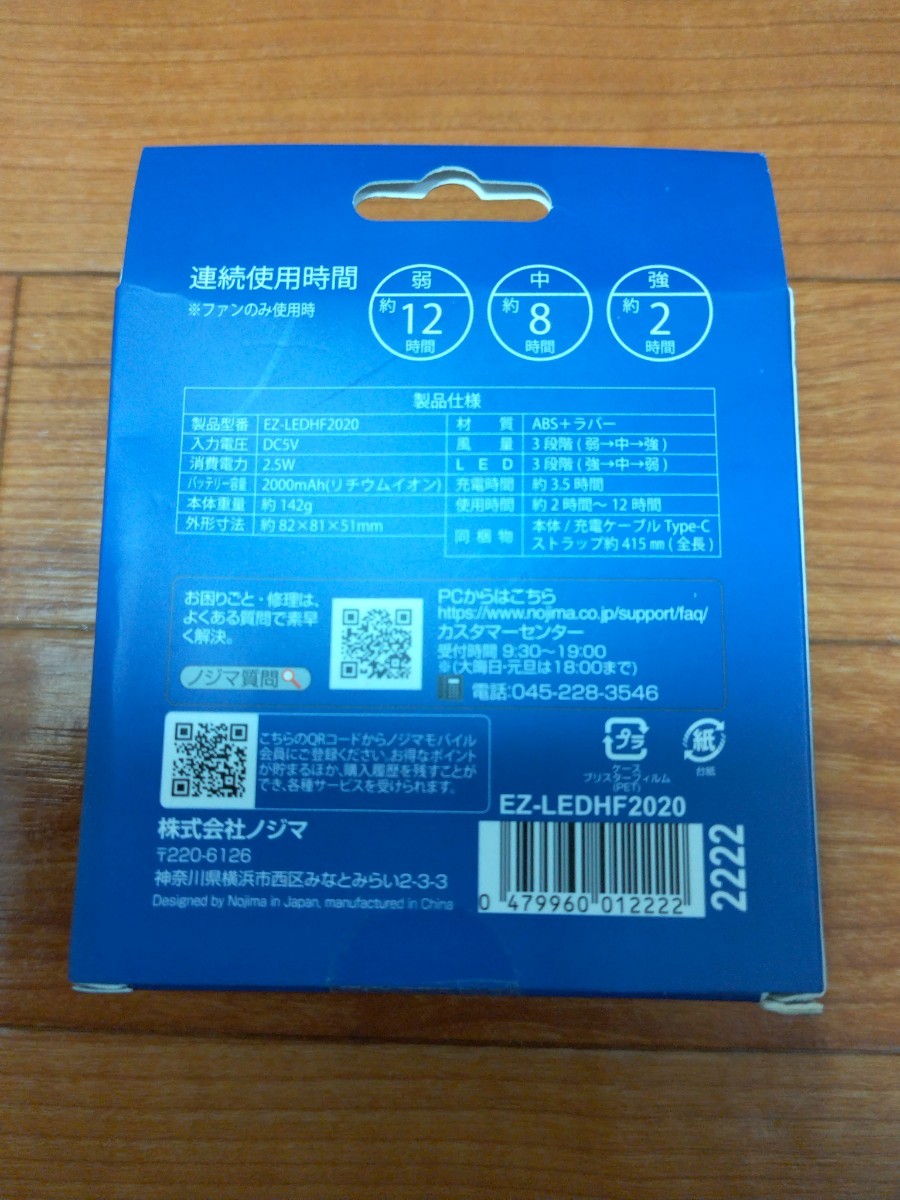 連続使用時間
※ファンのみ使用時
弱
約12
時間
中
約8
時間
強
約2
時間
製品仕様
製品型番 EZ-LEDHF2020
入力電圧 DC5V
消費電力 2.5W
バッテリー容量 2000mAh(リチウムイオン)
本体重量 約142g
外形寸法 約82×81×51mm
材質 ABS+ラバー
風量 3段階(弱→中→強)
LED 3段階(強→中→弱)
充電時間 約3.5時間
使用時間 約2時間〜12時間
同梱物 本体/充電ケーブルType-C
ストラップ約415㎜(全長)
お困りごと・修理は、
よくある質問で素早
く解決。
ノジマ質問
PCからはこちら
https://www.nojima.co.jp/support/faq/
カスタマーセンター
受付時間 9:30〜19:00
※(大晦日・元旦は18:00まで)
電話:045-228-3546
こちらのQRコードからノジマモバイル
会員にご登録ください。お得なポイント
が貯まるほか、購入履歴を残すことが
でき、各種サービスを受けられます。
プラ
ケース
ブリスターフィルム
(PET)
紙
台紙
株式会社ノジマ
〒220-6126
神奈川県横浜市西区みなとみらい2-3-3
Designed by Nojima in Japan, manufactured in China
EZ-LEDHF2020
0 479960 012222
2222